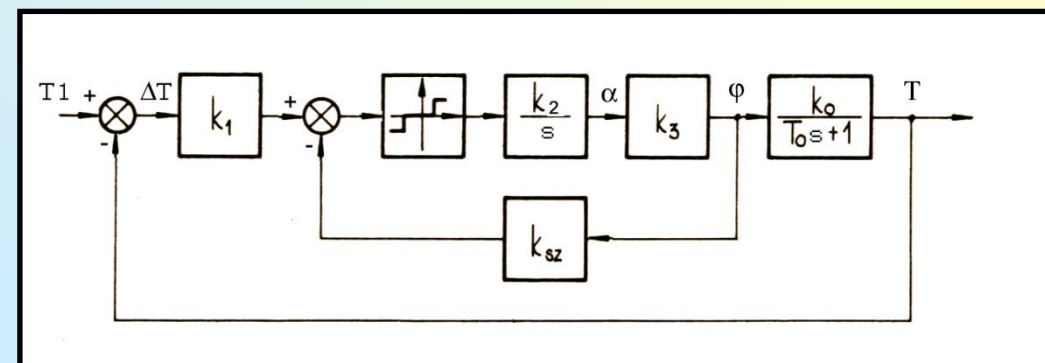 T1 + ΔT k₁ + k₂ α k₃ φ k₀ T
- - s T₀s+1
kₛz